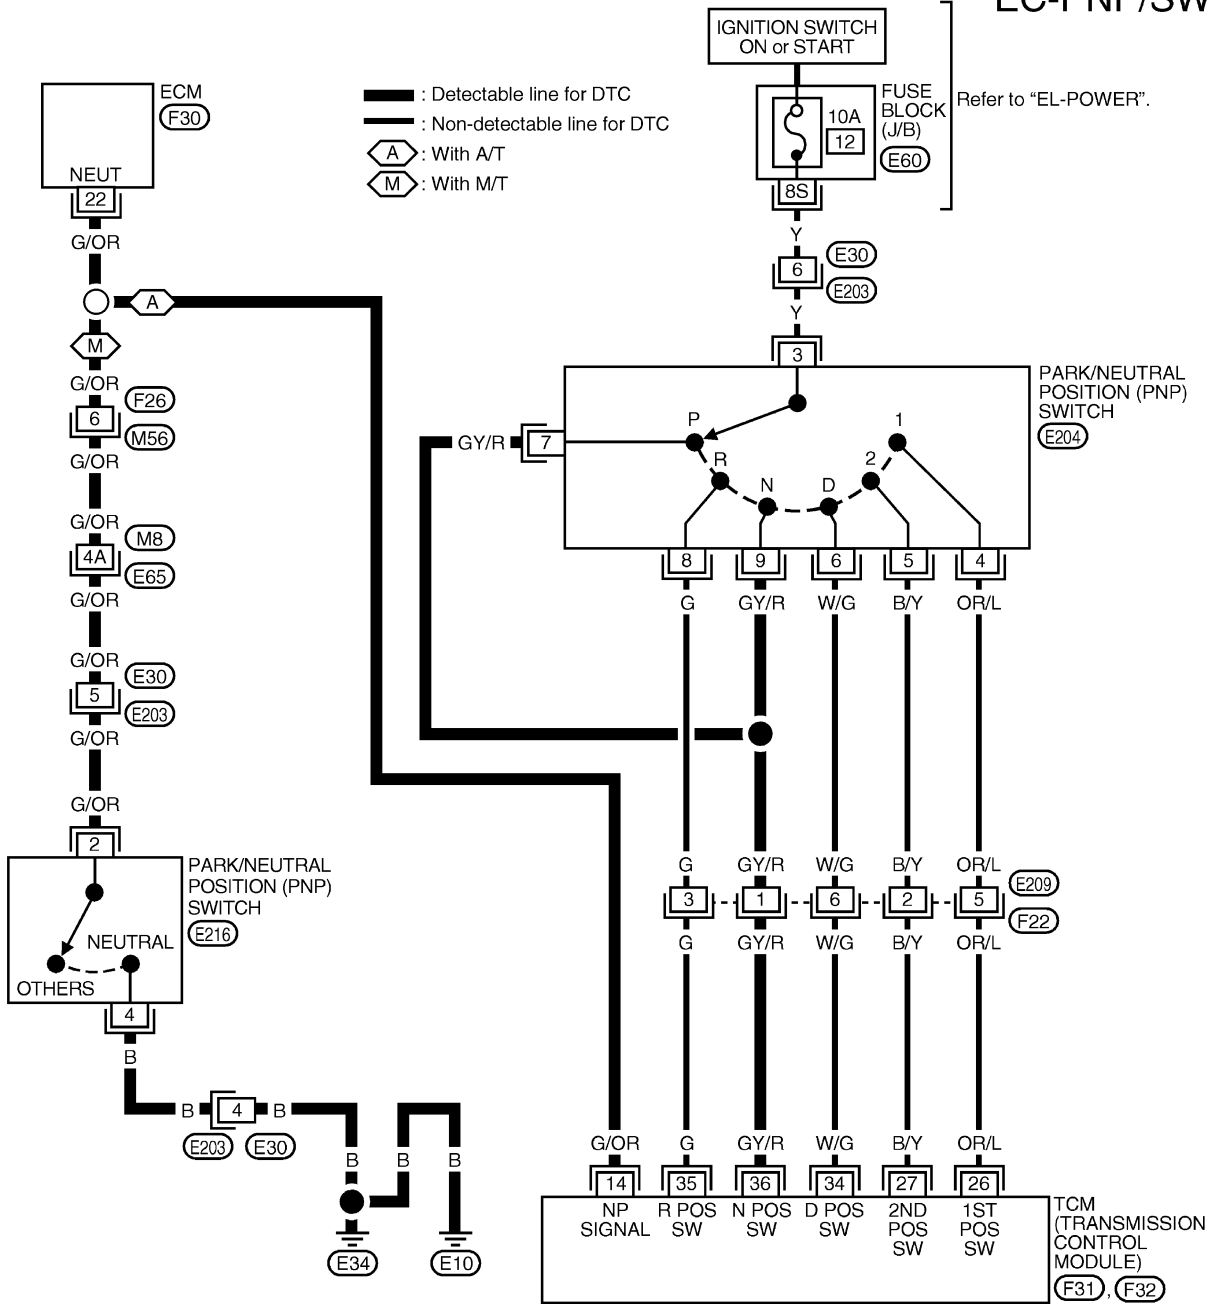 EC-PNP/SW
IGNITION SWITCH
ON or START
FUSE
BLOCK
(J/B)
E60
10A
12
8S
Refer to “EL-POWER”.
ECM
F30
NEUT
22
: Detectable line for DTC
: Non-detectable line for DTC
A : With A/T
M : With M/T
G/OR
A
M
G/OR
6
F26
M56
G/OR
G/OR
4A
M8
E65
G/OR
G/OR
5
E30
E203
G/OR
G/OR
2
PARK/NEUTRAL
POSITION (PNP)
SWITCH
E216
NEUTRAL
OTHERS
4
B
B
4
B
E203
E30
B
B
B
E34
E10
Y
6
E30
E203
Y
3
PARK/NEUTRAL
POSITION (PNP)
SWITCH
E204
GY/R
7
P
R
N
D
2
1
8
9
6
5
4
G
GY/R
W/G
B/Y
OR/L
G
GY/R
W/G
B/Y
OR/L
3
1
6
2
5
E209
F22
G
GY/R
W/G
B/Y
OR/L
G/OR
G
GY/R
W/G
B/Y
OR/L
14
35
36
34
27
26
NP
SIGNAL
R POS
SW
N POS
SW
D POS
SW
2ND
POS
SW
1ST
POS
SW
TCM
(TRANSMISSION
CONTROL
MODULE)
F31 , F32